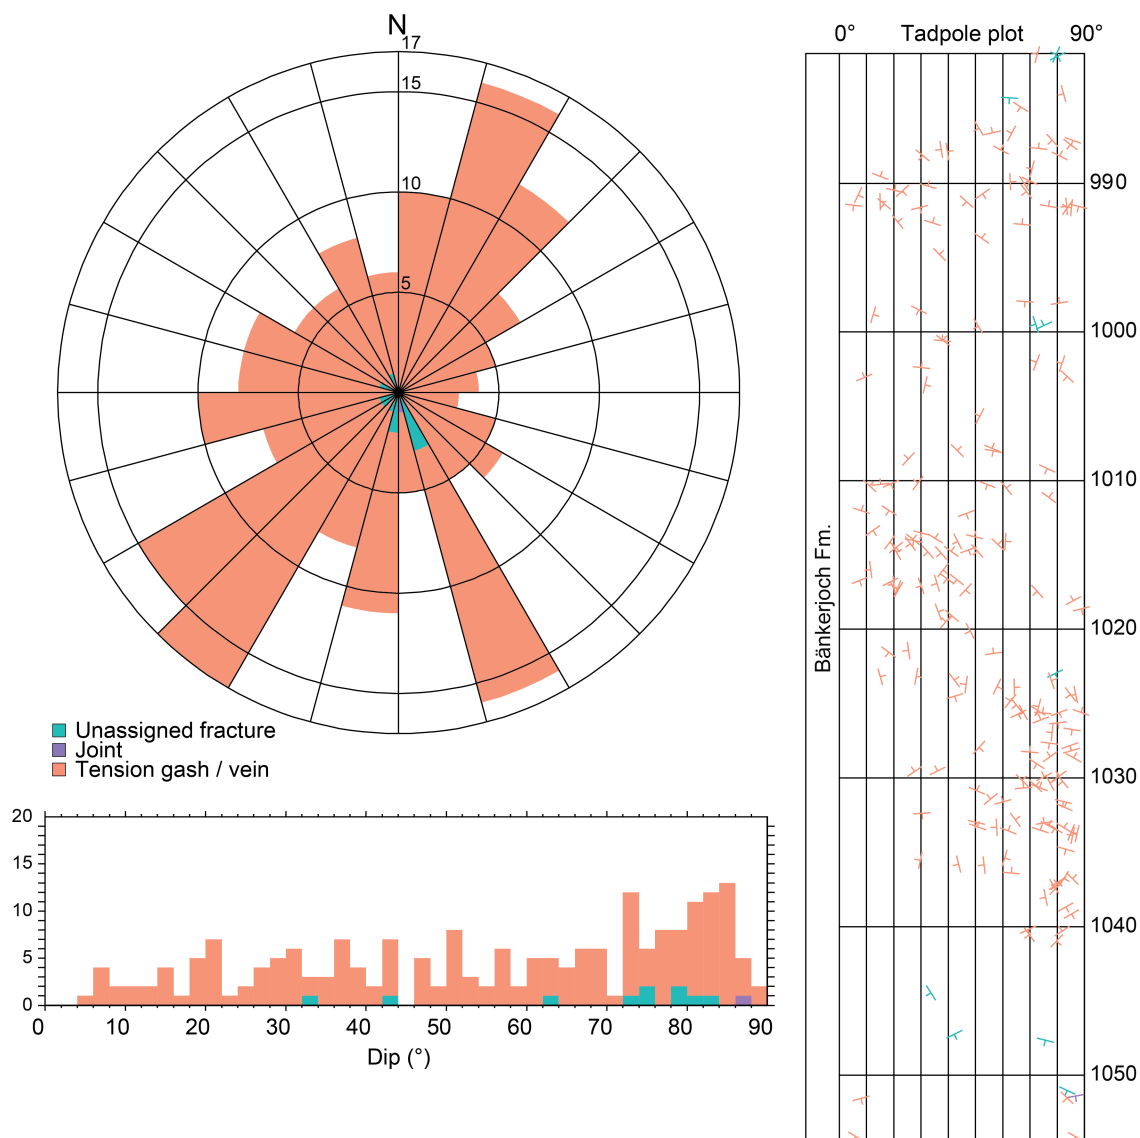 N
17
15
10
5
Unassigned fracture
Joint
Tension gash / vein
20
15
10
5
0
0 10 20 30 40 50 60 70 80 90
Dip (°)
0° Tadpole plot 90°
990
1000
1010
Bänkerjoch Fm.
1020
1030
1040
1050